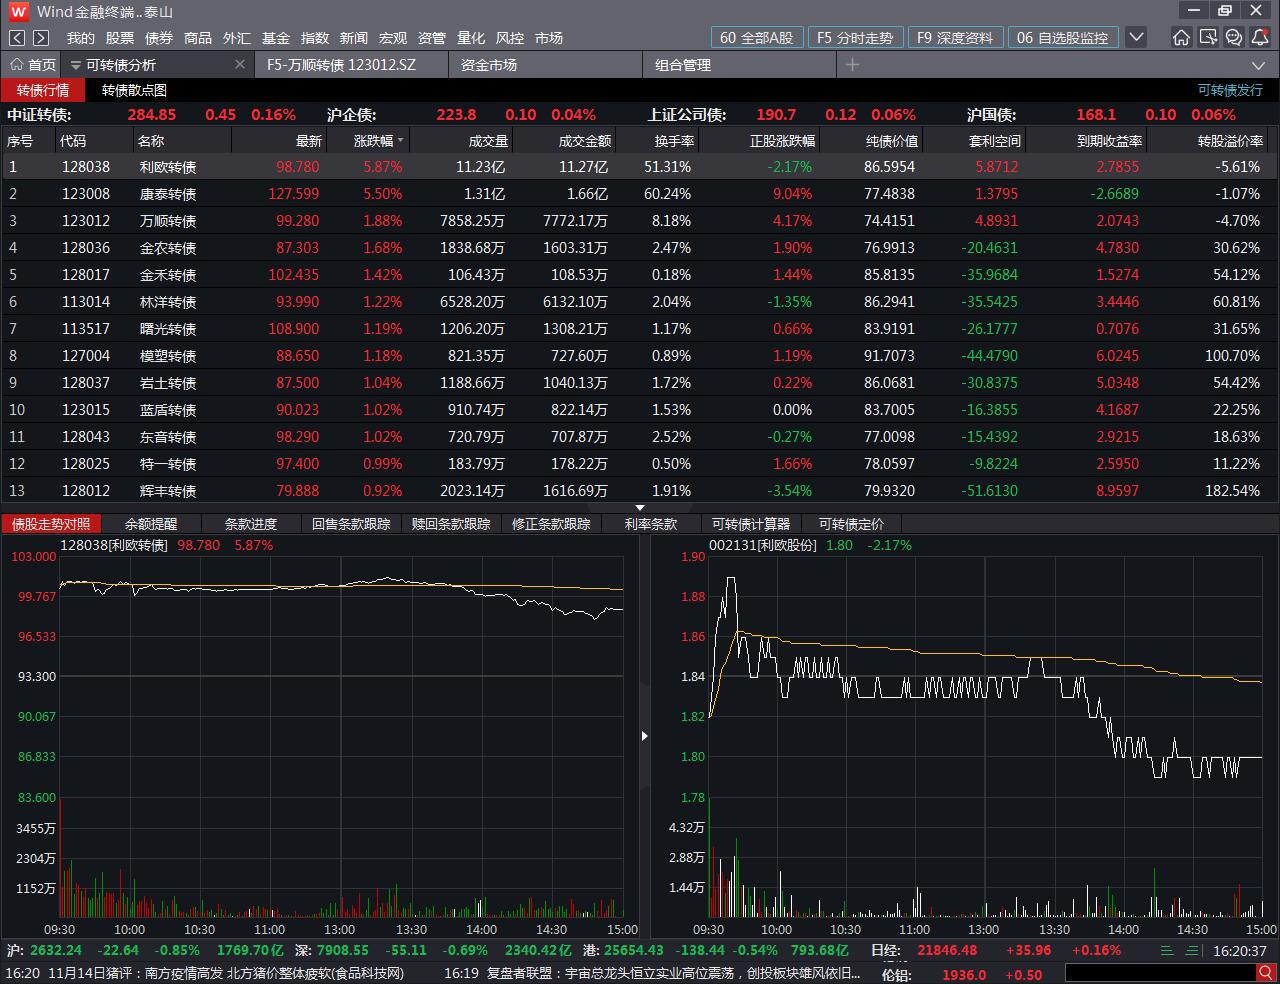 W Wind金融终端..泰山
我的 股票 债券 商品 外汇 基金 指数 新闻 宏观 资管 量化 风控 市场 60 全部A股 F5 分时走势 F9 深度资料 06 自选股监控
首页 可转债分析 F5-万顺转债 123012.SZ 资金市场 组合管理
转债行情 转债散点图 可转债发行
中证转债: 284.85 0.45 0.16% 沪企债: 223.8 0.10 0.04% 上证公司债: 190.7 0.12 0.06% 沪国债: 168.1 0.10 0.06%
序号 代码 名称 最新 涨跌幅 成交量 成交金额 换手率 正股涨跌幅 纯债价值 套利空间 到期收益率 转股溢价率
1 128038 利欧转债 98.780 5.87% 11.23亿 11.27亿 51.31% -2.17% 86.5954 5.8712 2.7855 -5.61%
2 123008 康泰转债 127.599 5.50% 1.31亿 1.66亿 60.24% 9.04% 77.4838 1.3795 -2.6689 -1.07%
3 123012 万顺转债 99.280 1.88% 7858.25万 7772.17万 8.18% 4.17% 74.4151 4.8931 2.0743 -4.70%
4 128036 金农转债 87.303 1.68% 1838.68万 1603.31万 2.47% 1.90% 76.9913 -20.4631 4.7830 30.62%
5 128017 金禾转债 102.435 1.42% 106.43万 108.53万 0.18% 1.44% 85.8135 -35.9684 1.5274 54.12%
6 113014 林洋转债 93.990 1.22% 6528.20万 6132.10万 2.04% -1.35% 86.2941 -35.5425 3.4446 60.81%
7 113517 曙光转债 108.900 1.19% 1206.20万 1308.21万 1.17% 0.66% 83.9191 -26.1777 0.7076 31.65%
8 127004 模塑转债 88.650 1.18% 821.35万 727.60万 0.89% 1.19% 91.7073 -44.4790 6.0245 100.70%
9 128037 岩土转债 87.500 1.04% 1188.66万 1040.13万 1.72% 0.22% 86.0681 -30.8375 5.0348 54.42%
10 123015 蓝盾转债 90.023 1.02% 910.74万 822.14万 1.53% 0.00% 83.7005 -16.3855 4.1687 22.25%
11 128043 东音转债 98.290 1.02% 720.79万 707.87万 2.52% -0.27% 77.0098 -15.4392 2.9215 18.63%
12 128025 特一转债 97.400 0.99% 183.79万 178.22万 0.50% 1.66% 78.0597 -9.8224 2.5950 11.22%
13 128012 辉丰转债 79.888 0.92% 2023.14万 1616.69万 1.91% -3.54% 79.9320 -51.6130 8.9597 182.54%
债股走势对照 余额提醒 条款进度 回售条款跟踪 赎回条款跟踪 修正条款跟踪 利率条款 可转债计算器 可转债定价
128038[利欧转债] 98.780 5.87%
103.000
99.767
96.533
93.300
90.067
86.833
83.600
3455万
2304万
1152万
09:30 10:00 10:30 11:00 13:00 13:30 14:00 14:30 15:00
002131[利欧股份] 1.80 -2.17%
1.90
1.88
1.86
1.84
1.82
1.80
1.78
4.32万
2.88万
1.44万
09:30 10:00 10:30 11:00 13:00 13:30 14:00 14:30 15:00
沪: 2632.24 -22.64 -0.85% 1769.70亿 深: 7908.55 -55.11 -0.69% 2340.42亿 港: 25654.43 -138.44 -0.54% 793.68亿 日经: 21846.48 +35.96 +0.16% 16:20:37
16:20 11月14日猪评：南方疫情高发 北方猪价整体疲软(食品科技网) 16:19 复盘者联盟：宇宙总龙头恒立实业高位震荡，创投板块雄风依旧... 伦铝: 1936.0 +0.50